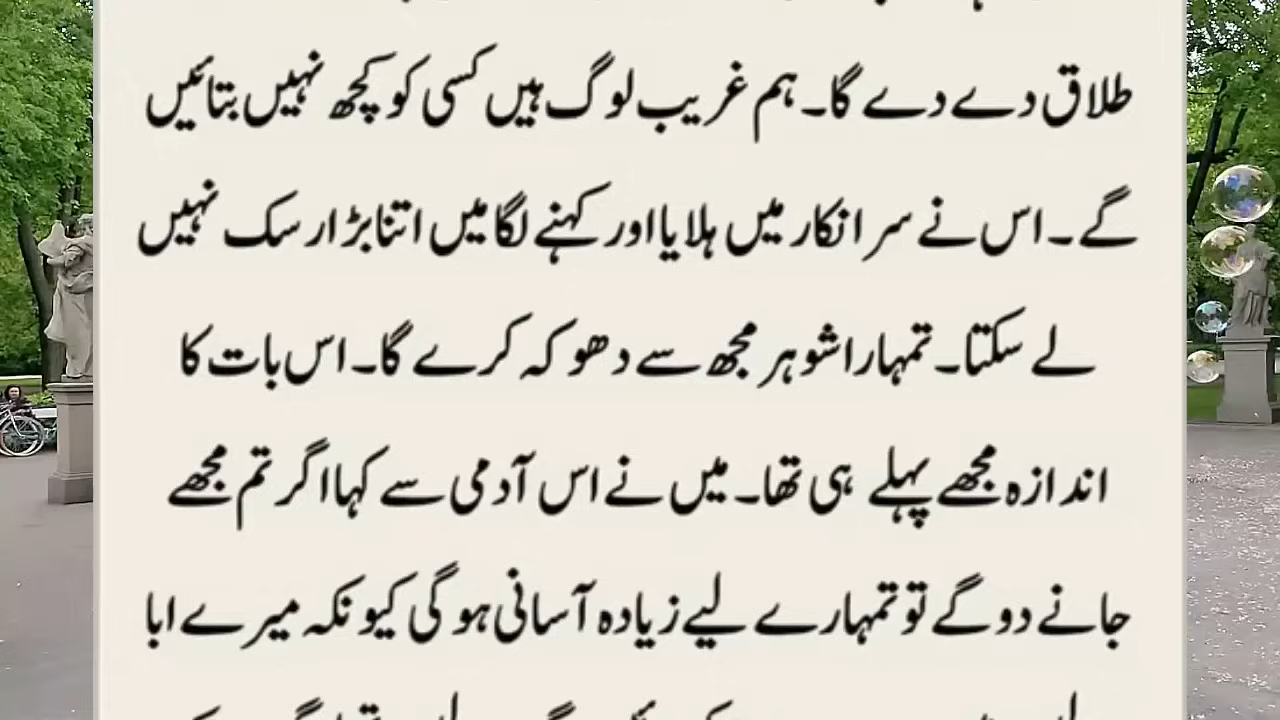 طلاق دے دے گا۔ ہم غریب لوگ ہیں کسی کو کچھ نہیں بتائیں
گے۔ اس نے سر انکار میں ہلایا اور کہنے لگا میں اتنا بڑا رسک نہیں
لے سکتا۔ تمہارا شوہر مجھ سے دھوکہ کرے گا۔ اس بات کا
اندازہ مجھے پہلے ہی تھا۔ میں نے اس آدمی سے کہا اگر تم مجھے
جانے دو گے تو تمہارے لیے زیادہ آسانی ہو گی کیونکہ میرے ابا